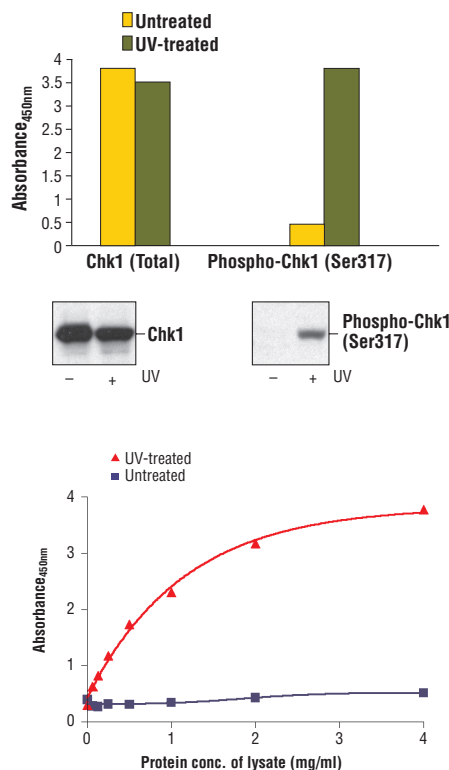 Untreated
UV-treated
Absorbance450nm
4
3.5
3
2.5
2
1.5
1
0.5
0
Chk1 (Total) Phospho-Chk1 (Ser317)
Chk1
– + UV
Phospho-Chk1
(Ser317)
– + UV
UV-treated
Untreated
Absorbance450nm
4
3
2
1
0
0 1 2 3 4
Protein conc. of lysate (mg/ml)